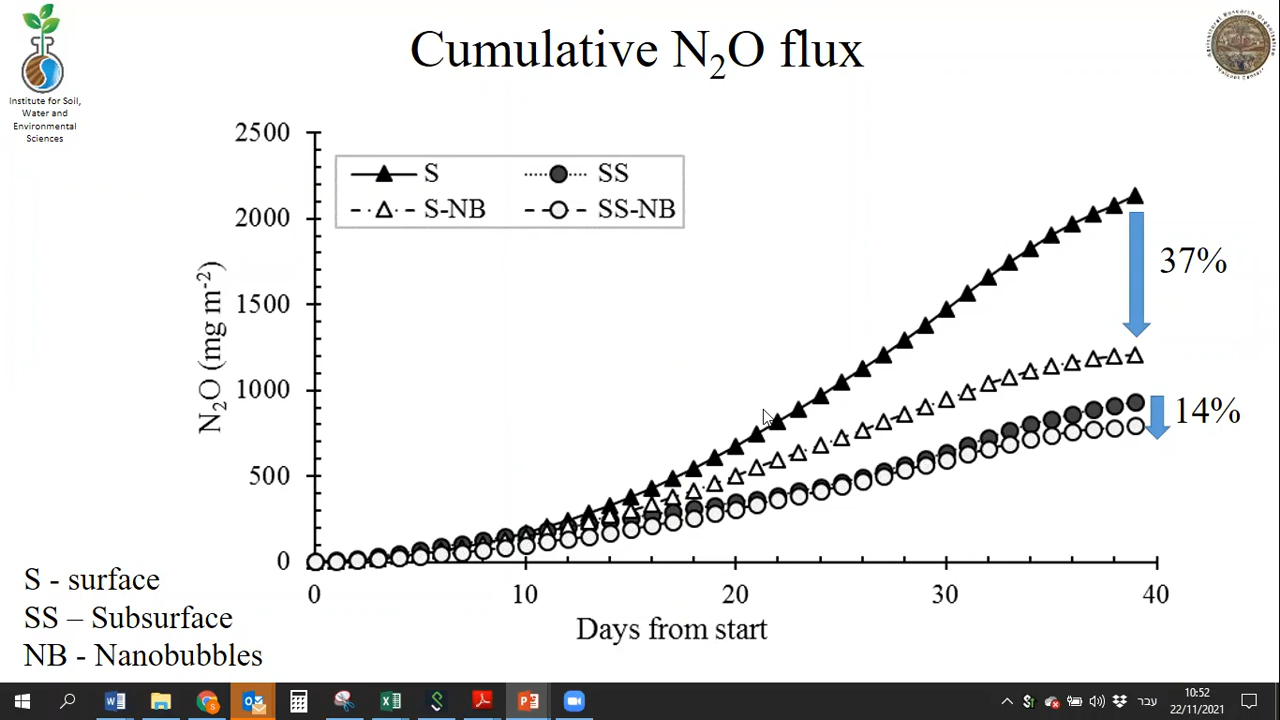 Cumulative N₂O flux
Institute for Soil,
Water and
Environmental
Sciences
2500
2000
1500
1000
500
0
N₂O (mg m⁻²)
S
SS
S-NB
SS-NB
37%
14%
0
10
20
30
40
Days from start
S - surface
SS – Subsurface
NB - Nanobubbles
עבר
10:52
22/11/2021